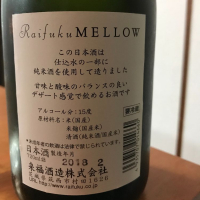 Raifuku MELLOW
この日本酒は
仕込水の一部に
純米酒を使用して造りました
甘味と酸味のバランスの良い
デザート感覚で飲めるお酒です
アルコール分：15度
原材料名：米(国産)
米麹(国産米)
清酒(純米酒/国産米)
日本酒
製造年月
2018. 2
来福酒造株式会社